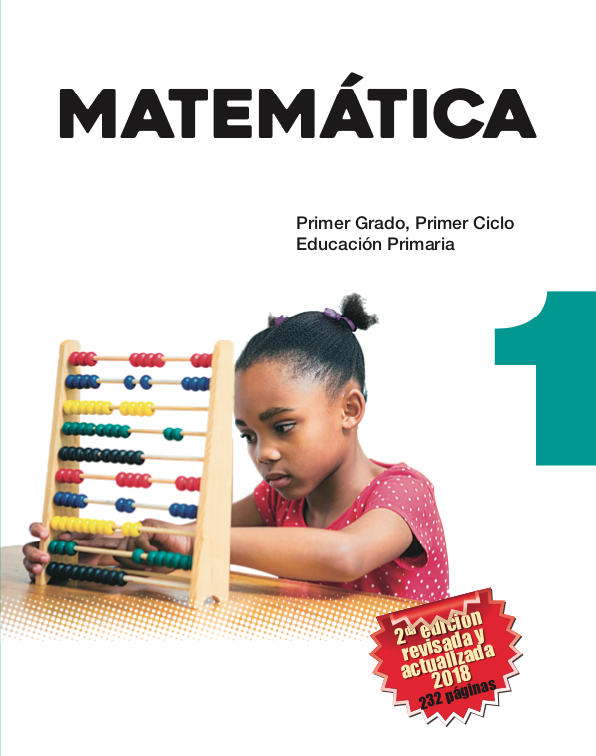 MATEMÁTICA
Primer Grado, Primer Ciclo
Educación Primaria
1
2da edición
revisada y
actualizada
2018
232 páginas